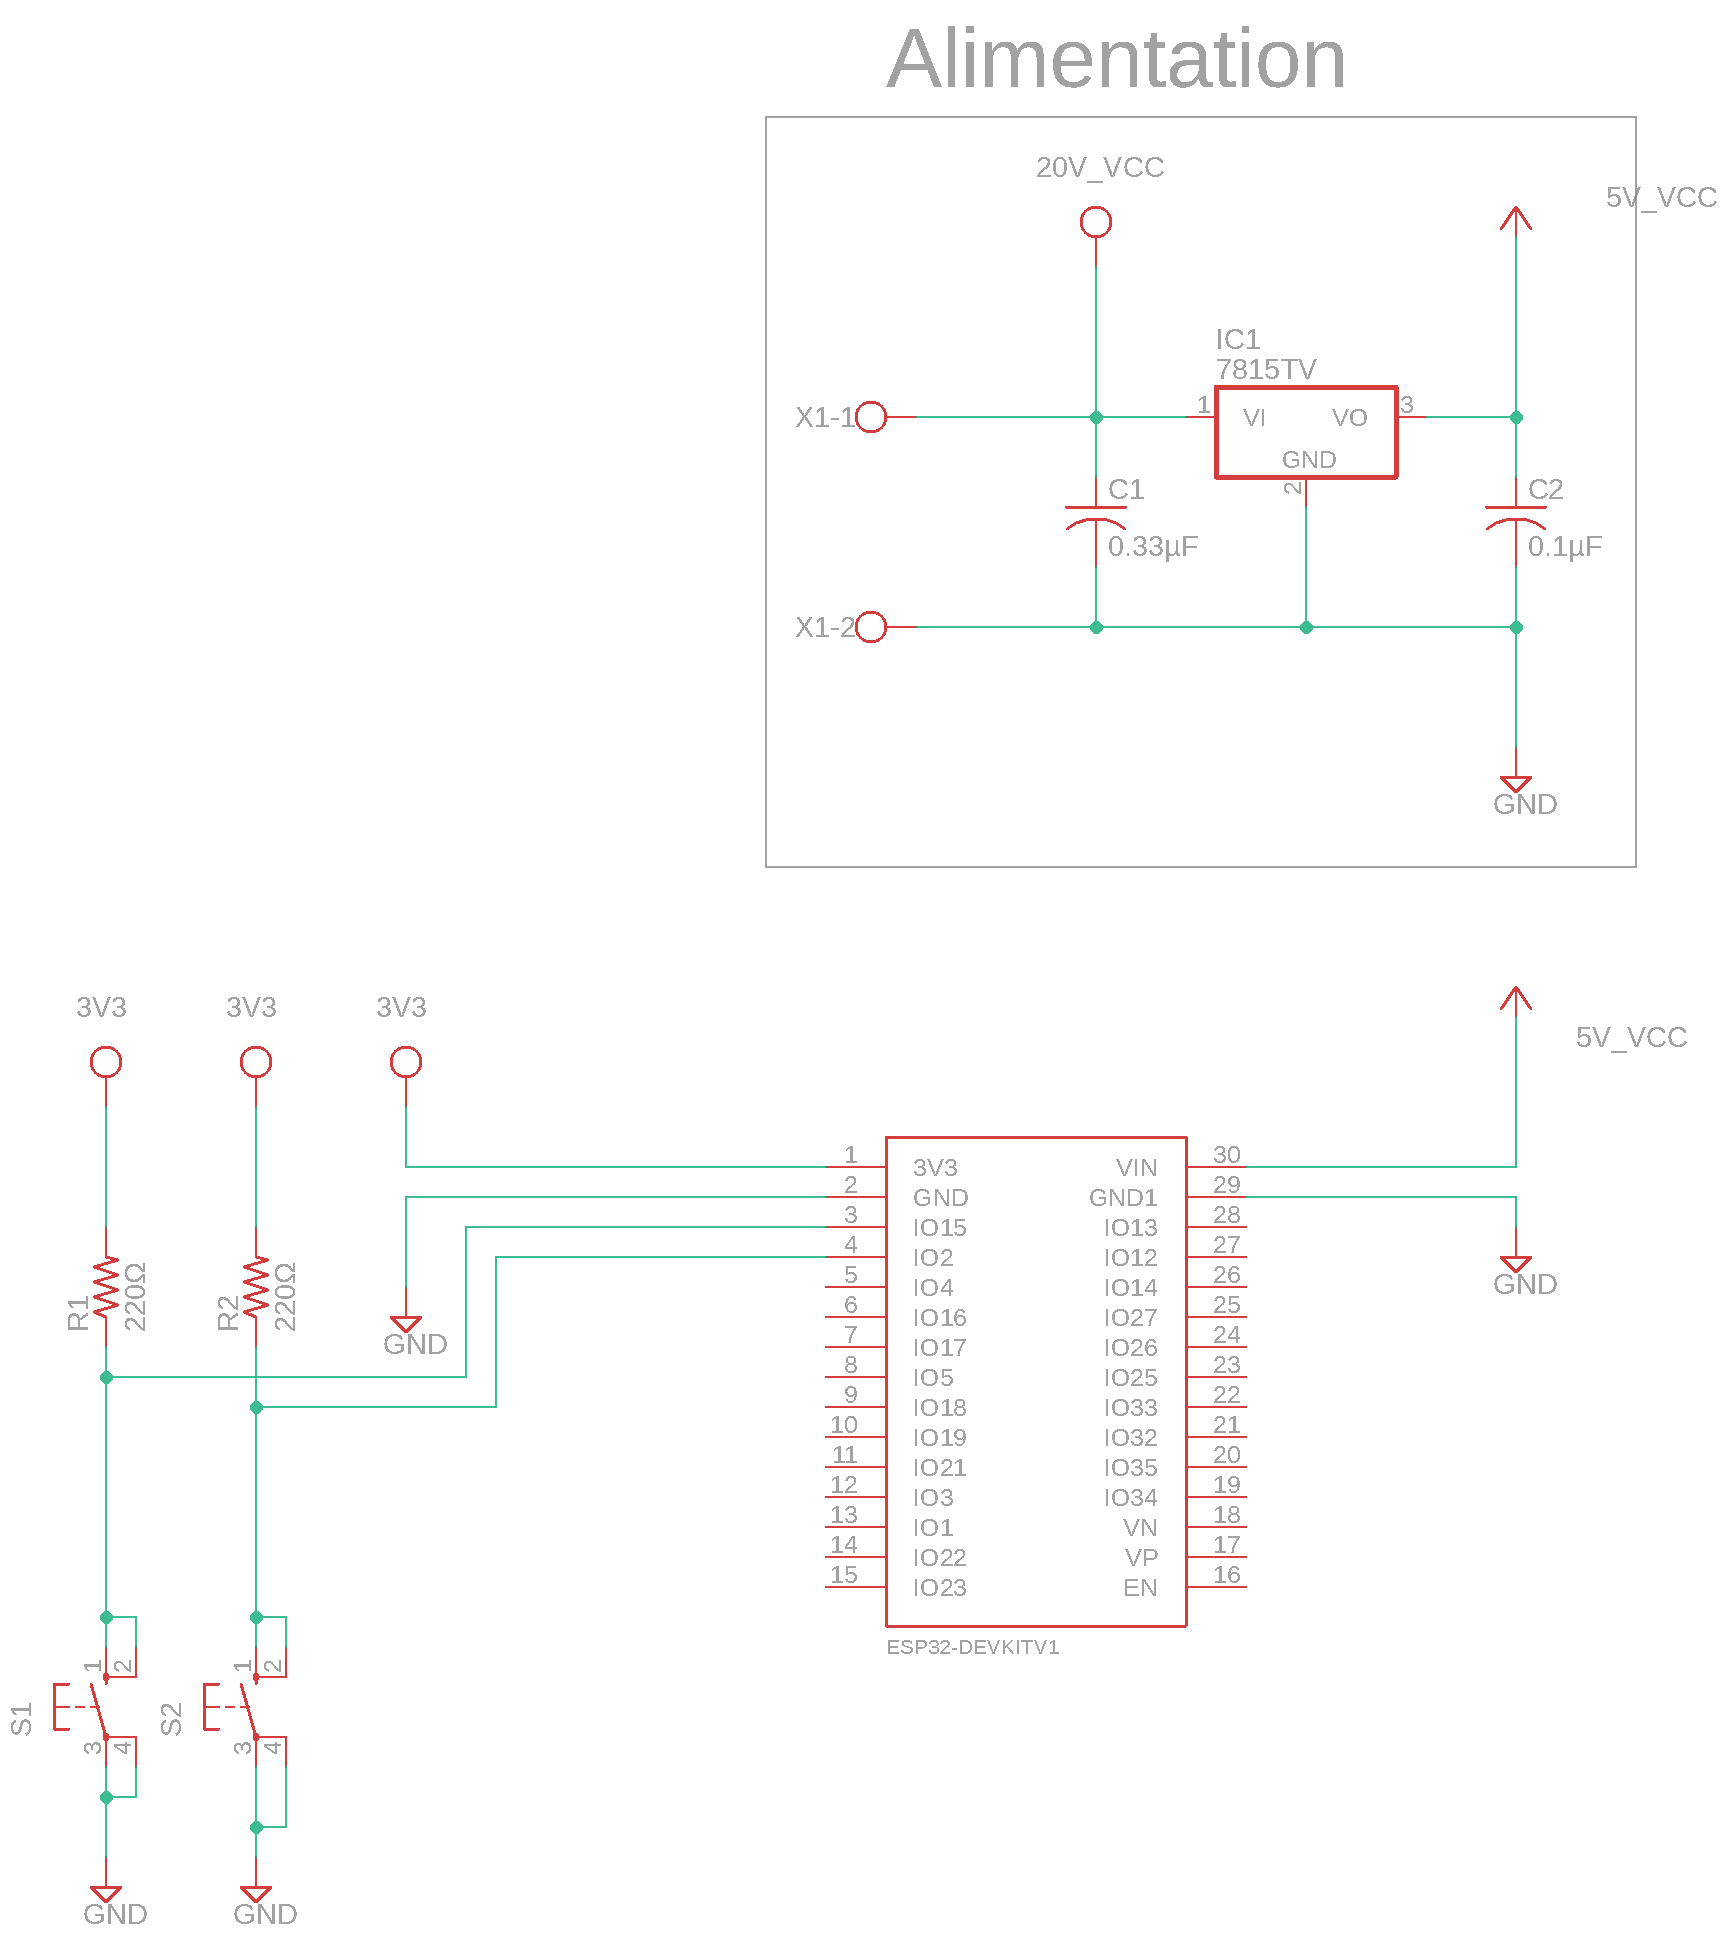 Alimentation
20V_VCC
5V_VCC
IC1
7815TV
X1-1
1
VI
VO
3
GND
2
C1
0.33µF
C2
0.1µF
X1-2
GND
3V3
3V3
3V3
5V_VCC
1
3V3
VIN
30
2
GND
GND1
29
3
IO15
IO13
28
4
IO2
IO12
27
5
IO4
IO14
26
6
IO16
IO27
25
7
IO17
IO26
24
8
IO5
IO25
23
9
IO18
IO33
22
10
IO19
IO32
21
11
IO21
IO35
20
12
IO3
IO34
19
13
IO1
VN
18
14
IO22
VP
17
15
IO23
EN
16
ESP32-DEVKITV1
GND
R1
220Ω
R2
220Ω
GND
S1
1
2
3
4
S2
1
2
3
4
GND
GND